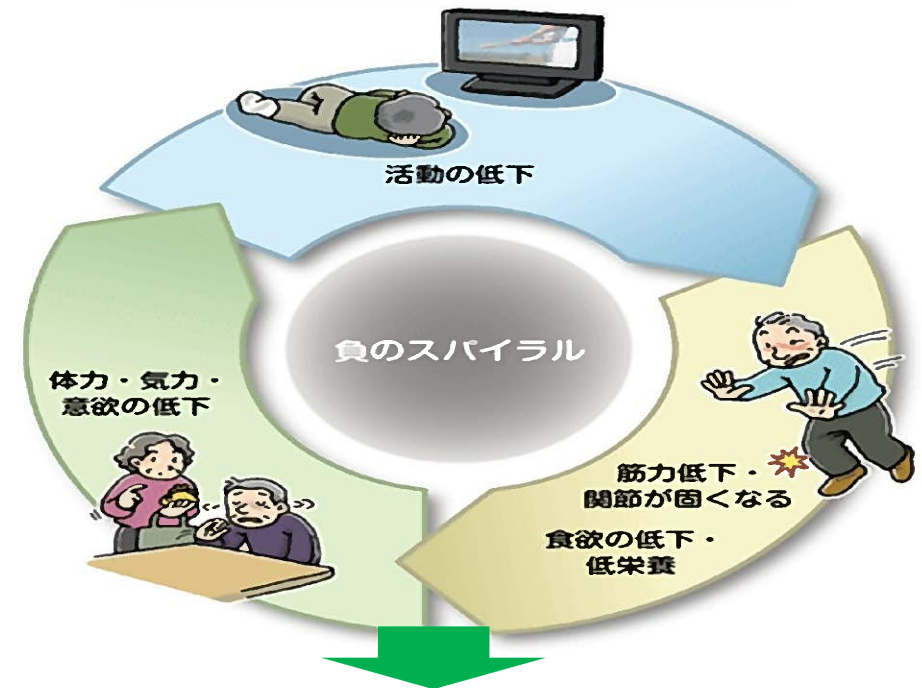 活動の低下
負のスパイラル
体力・気力・
意欲の低下
筋力低下・
関節が固くなる
食欲の低下・
低栄養